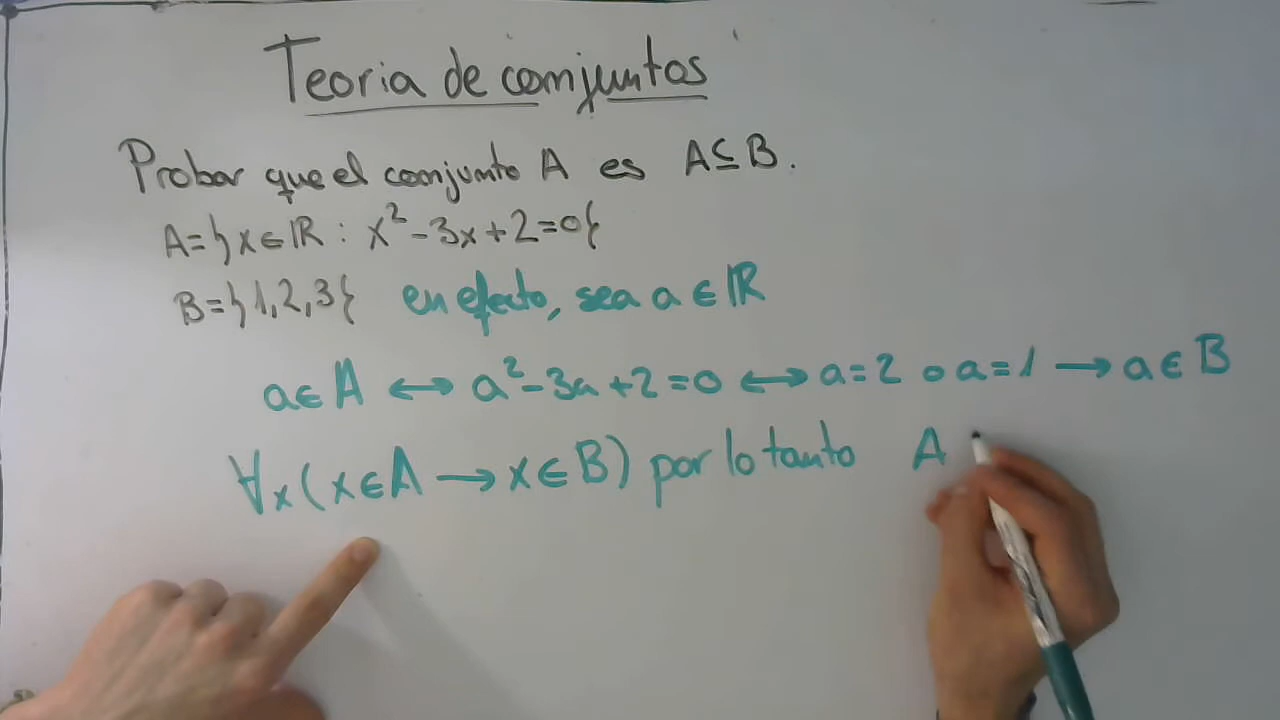 Teoria de conjuntos
Probar que el conjunto A es A⊆B.
A={x∈ℝ: x²-3x+2=0}
B={1,2,3} en efecto, sea a∈ℝ
a∈A ↔ a²-3a+2=0 ↔ a=2 o a=1 → a∈B
∀x(x∈A → x∈B) por lo tanto A